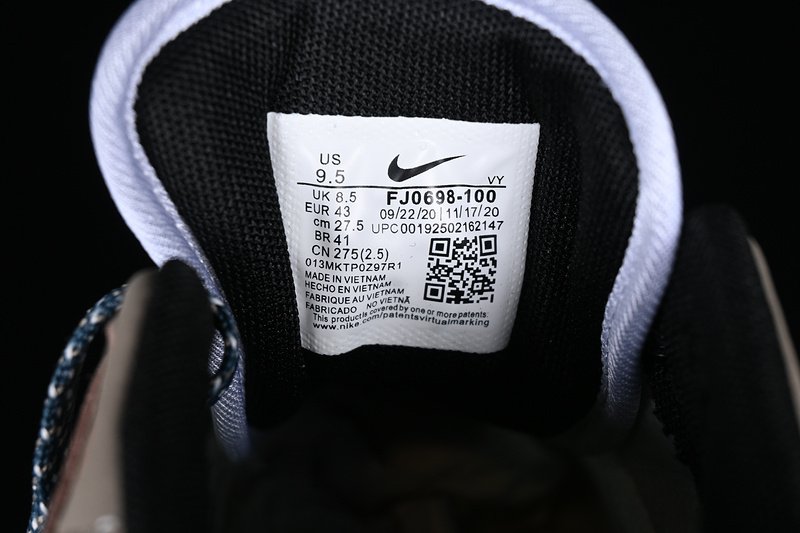 US
9.5
VY
UK 8.5
EUR 43
cm 27.5
BR 41
CN 275(2.5)
FJ0698-100
09/22/20 | 11/17/20
UPC00192502162147
013MKTP0Z97R1
MADE IN VIETNAM
HECHO EN VIETNAM
FABRIQUE AU VIETNAM
FABRICADO NO VIETNÃ
This product is covered by one or more patents:
www.nike.com/patentsvirtualmarking